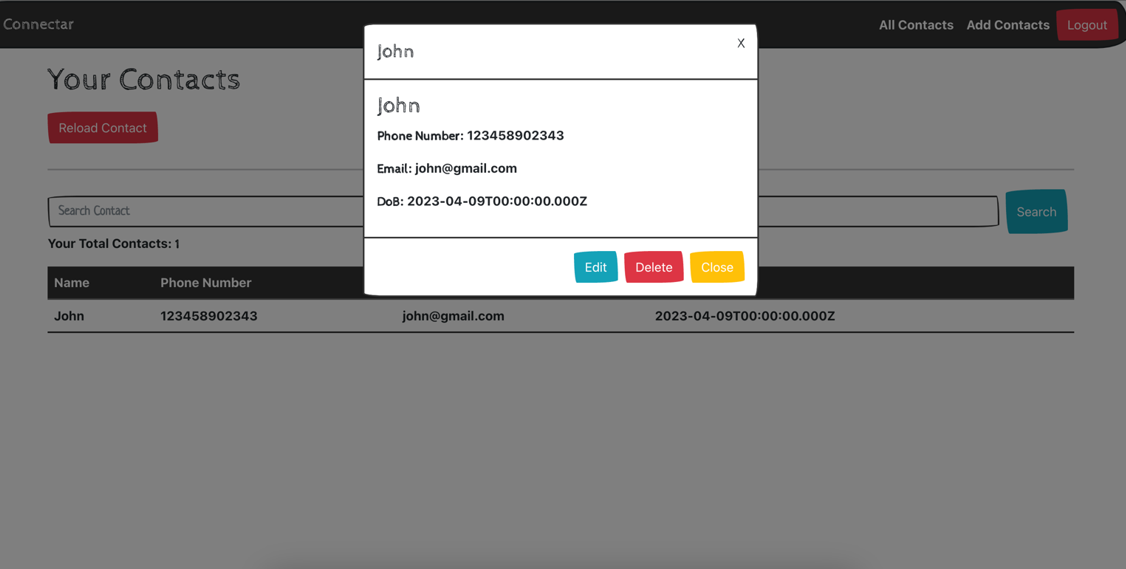 Connectar
All Contacts Add Contacts Logout
John
X
Your Contacts
John
Reload Contact
Phone Number: 123458902343
Email: john@gmail.com
DoB: 2023-04-09T00:00:00.000Z
Search Contact
Search
Your Total Contacts: 1
Edit Delete Close
Name Phone Number
John 123458902343 john@gmail.com 2023-04-09T00:00:00.000Z